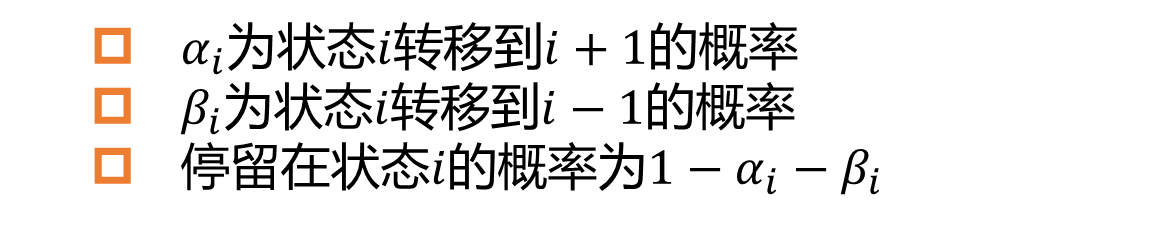 αᵢ为状态i转移到i + 1的概率
βᵢ为状态i转移到i − 1的概率
停留在状态i的概率为1 − αᵢ − βᵢ